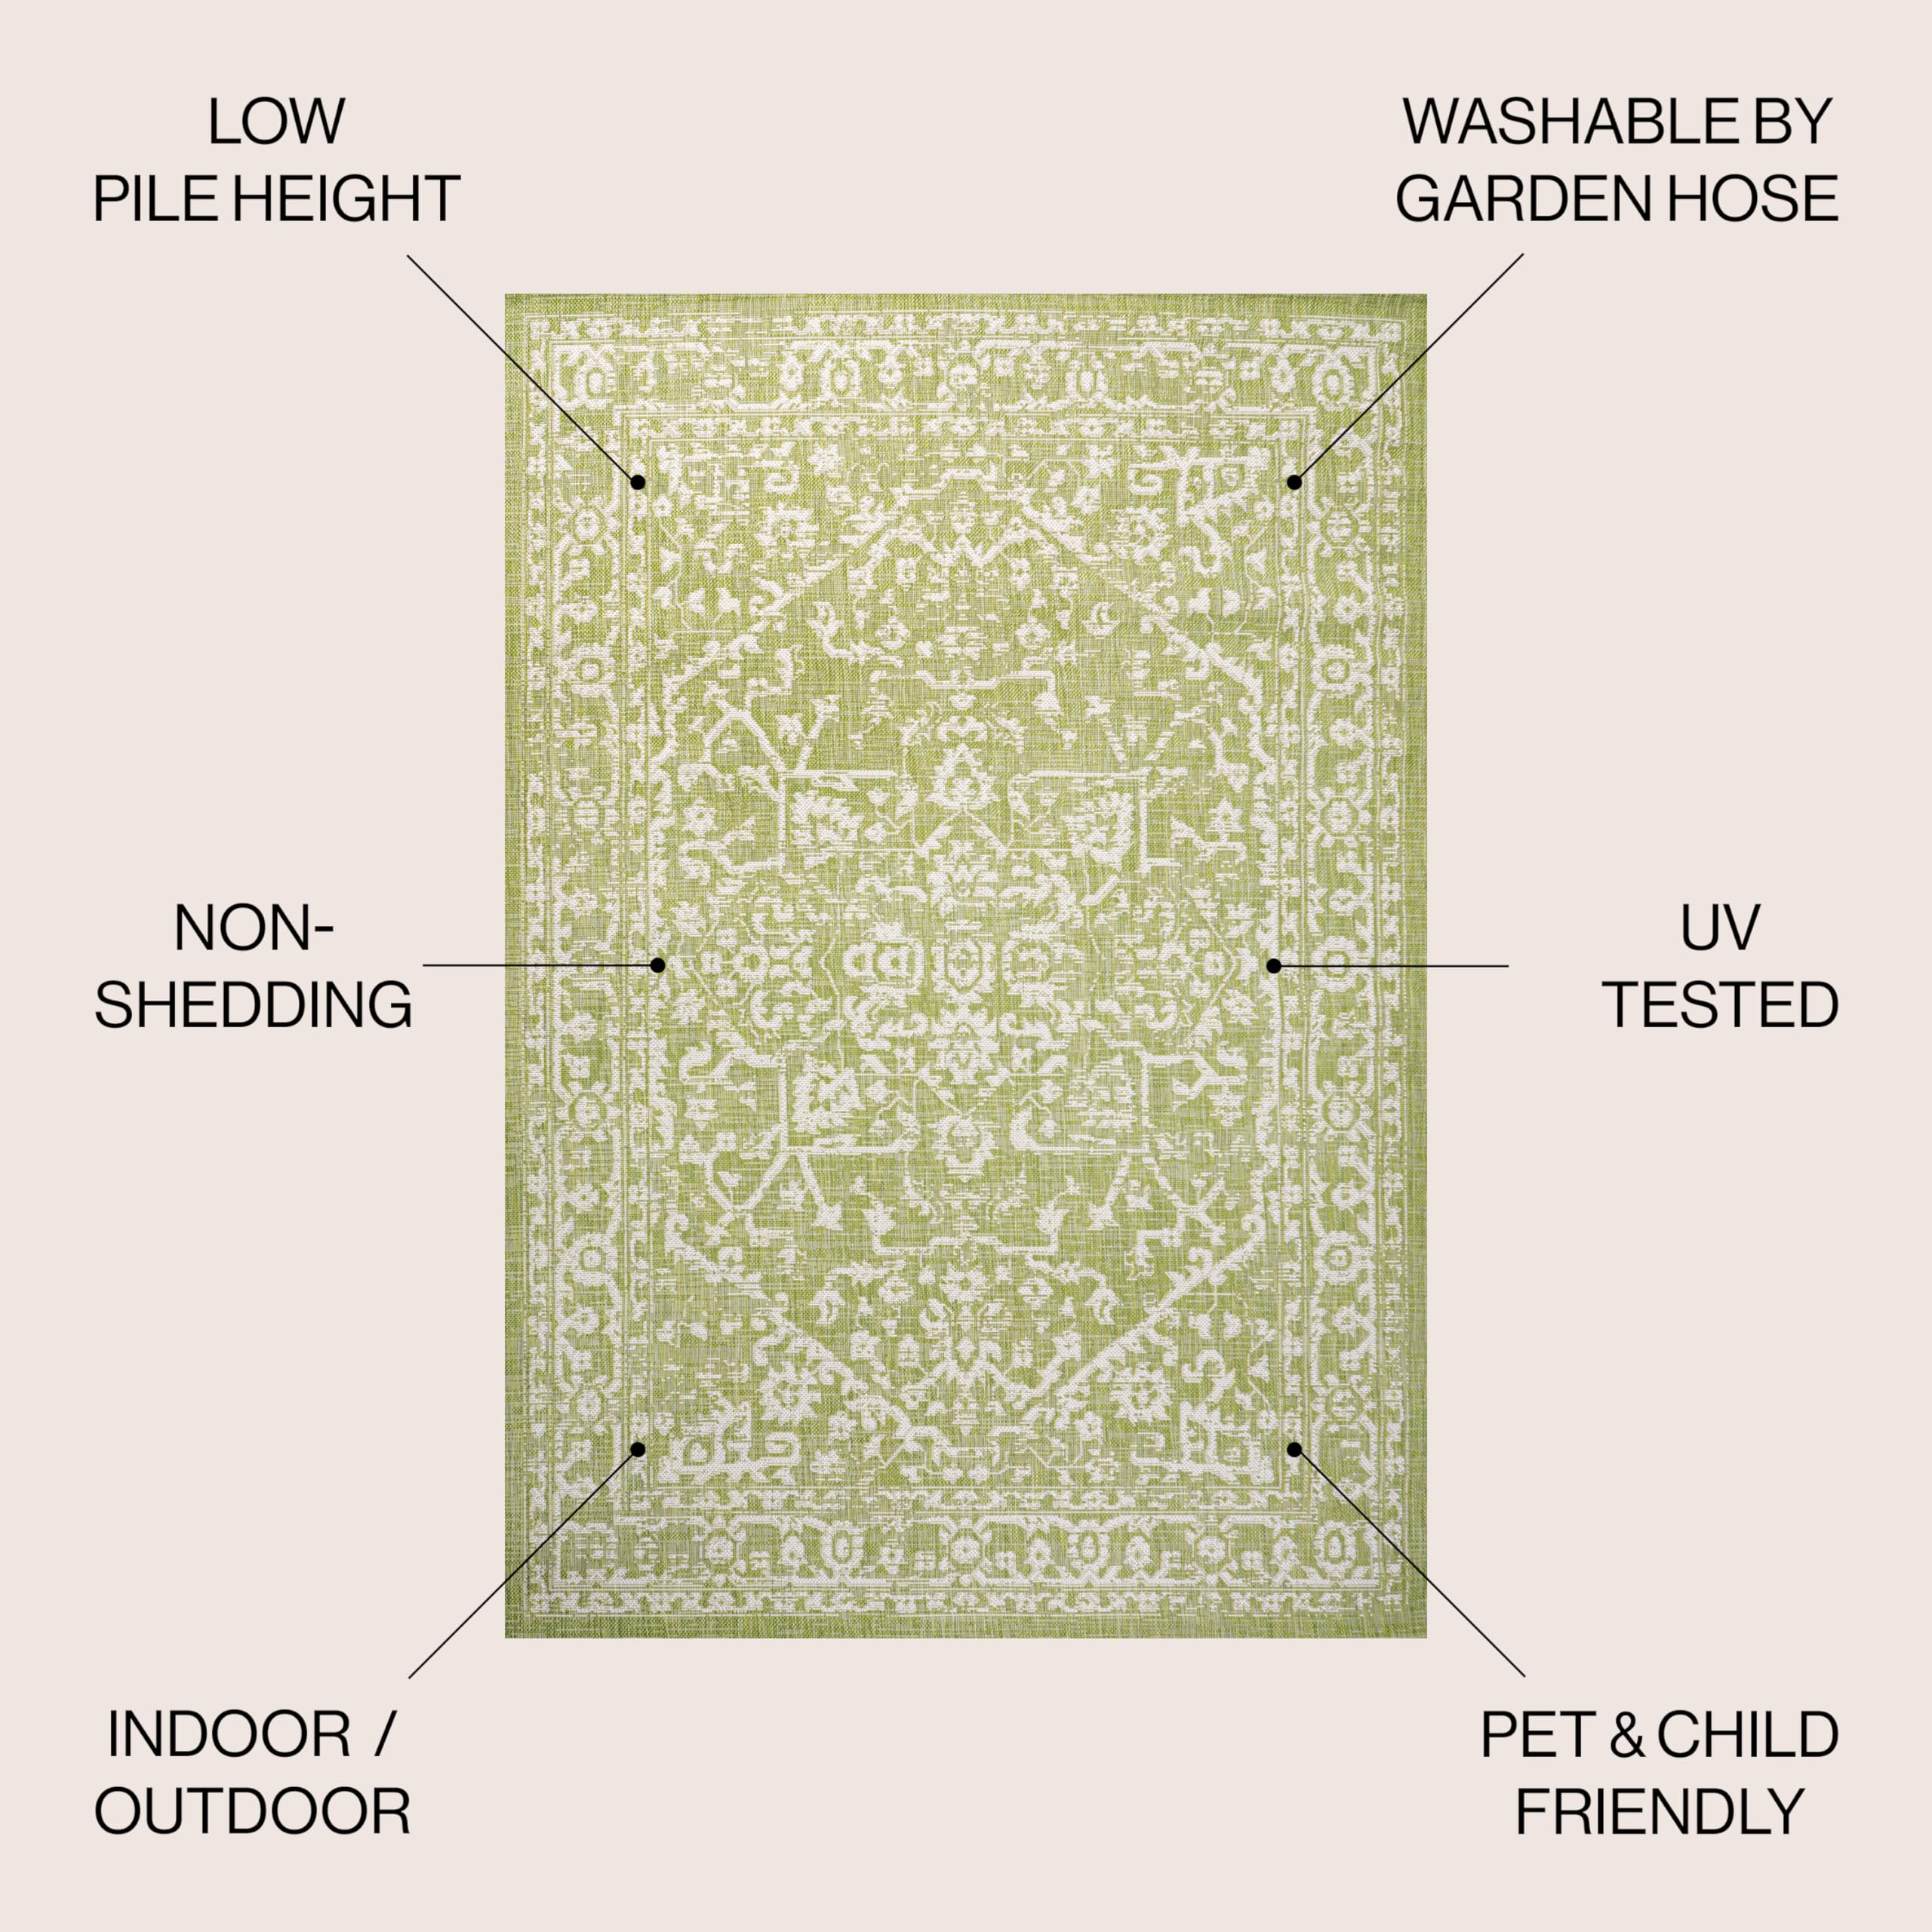 LOW
PILE HEIGHT
WASHABLE BY
GARDEN HOSE
NON-
SHEDDING
UV
TESTED
INDOOR /
OUTDOOR
PET & CHILD
FRIENDLY